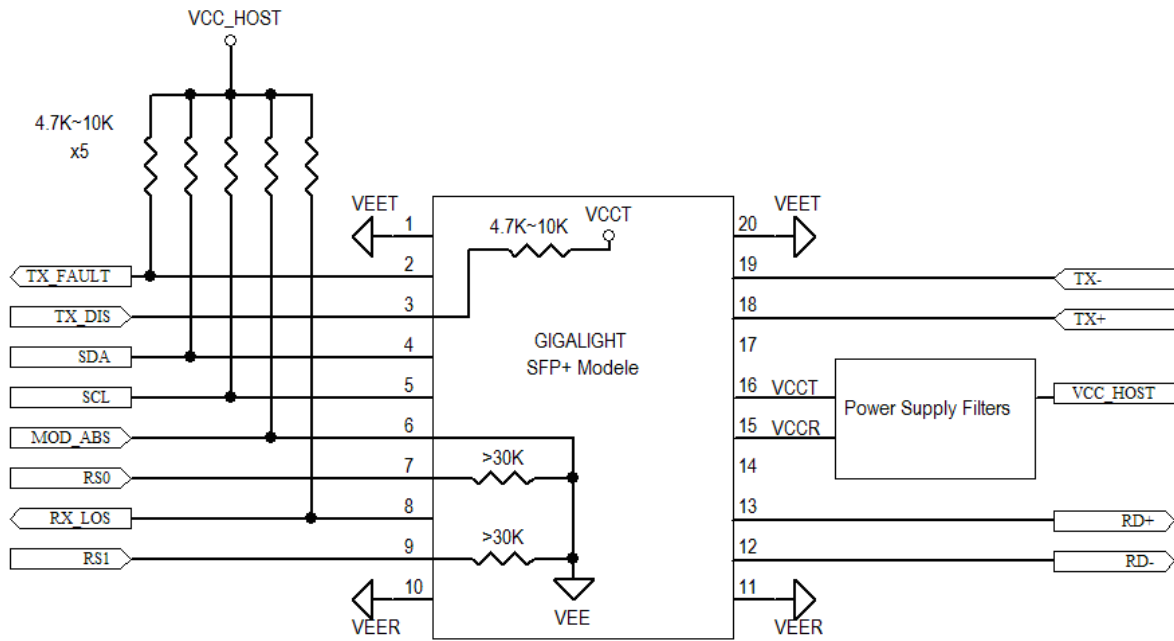 VCC_HOST
4.7K~10K
x5
VEET
1
4.7K~10K
VCCT
20
VEET
TX_FAULT
2
19
TX-
TX_DIS
3
18
TX+
SDA
4
GIGALIGHT
SFP+ Modele
17
SCL
5
16
VCCT
Power Supply Filters
VCC_HOST
MOD_ABS
6
15
VCCR
RS0
7
>30K
14
RX_LOS
8
13
RD+
RS1
9
>30K
12
RD-
10
VEER
VEE
11
VEER